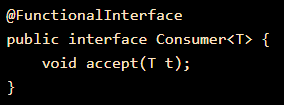 @FunctionalInterface
public interface Consumer<T> {
    void accept(T t);
}